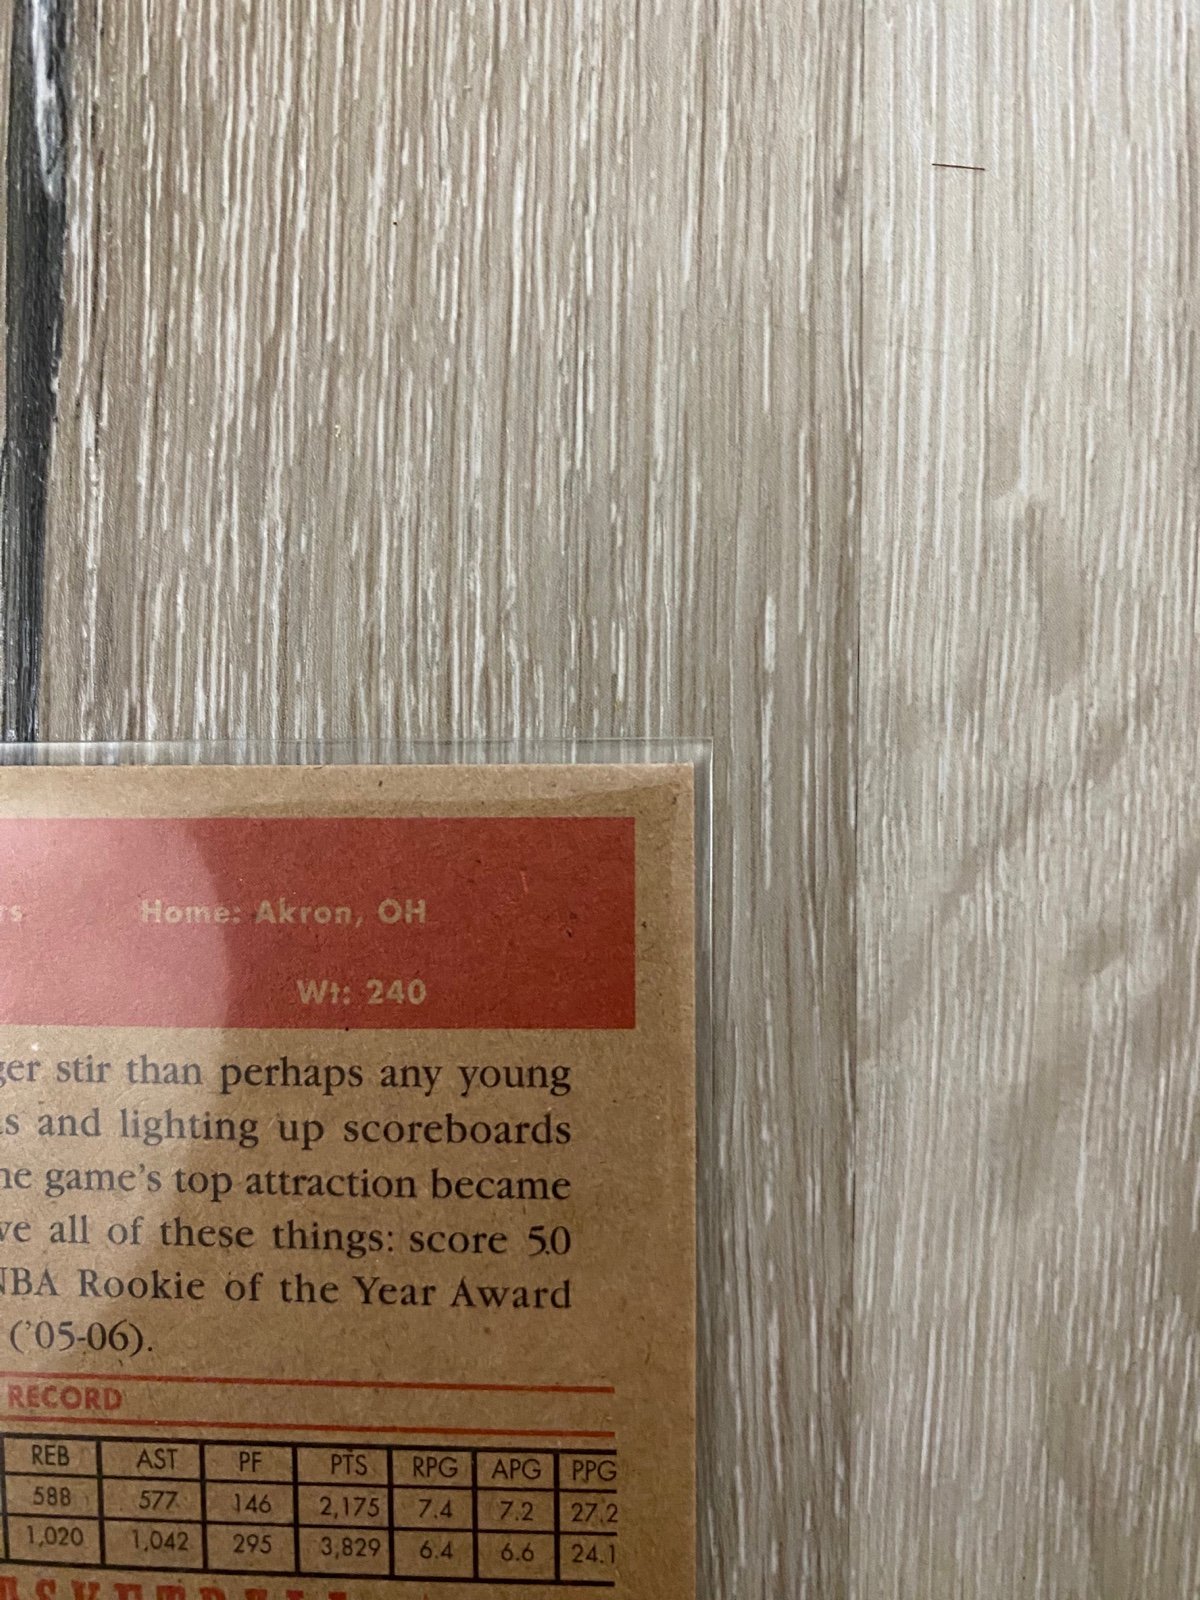 rs Home: Akron, OH
Wt: 240
ger stir than perhaps any young
as and lighting up scoreboards
he game's top attraction became
ve all of these things: score 50
NBA Rookie of the Year Award
('05-06).
RECORD
REB AST PF PTS RPG APG PPG
588 577 146 2,175 7.4 7.2 27.2
1,020 1,042 295 3,829 6.4 6.6 24.1